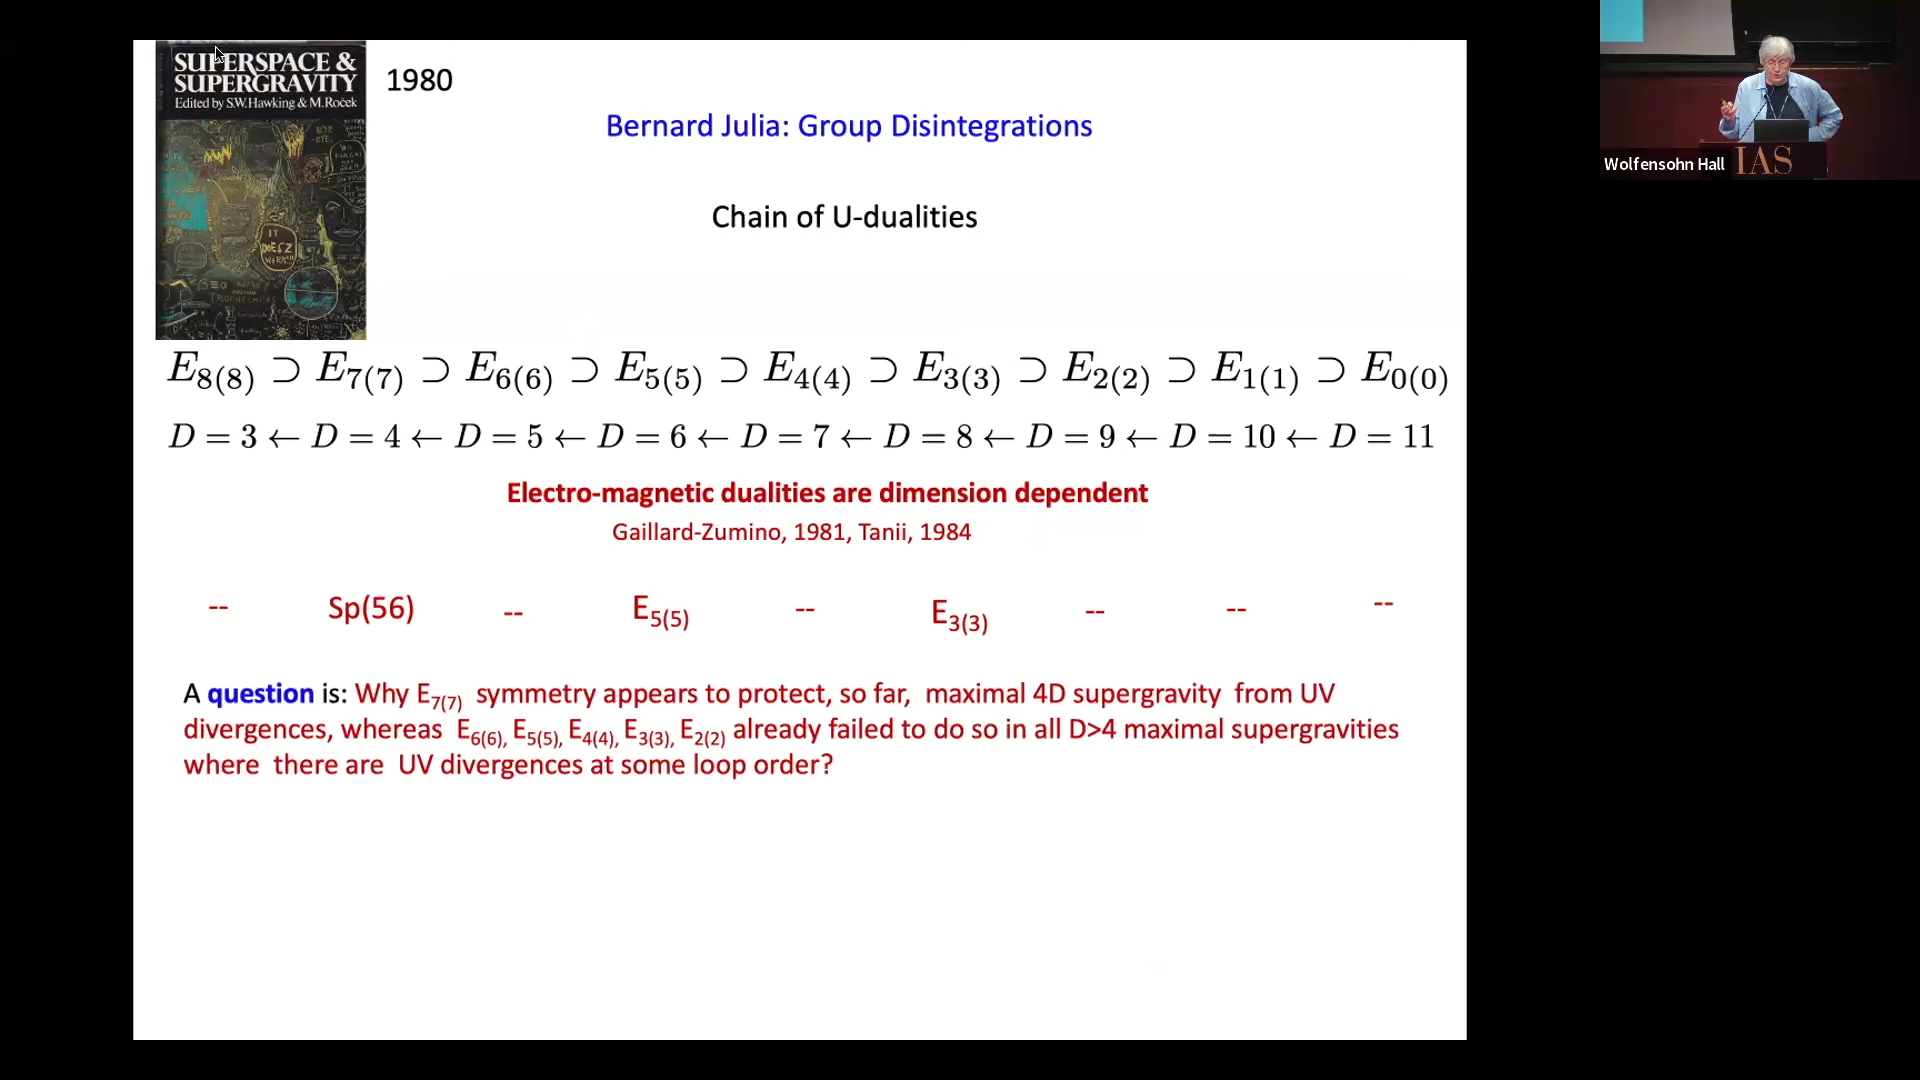 SUPERSPACE &
SUPERGRAVITY
Edited by S.W. Hawking & M. Roček
1980
Bernard Julia: Group Disintegrations
Chain of U-dualities
IT
DOESZ
WORK!!
E₈₍₈₎ ⊃ E₇₍₇₎ ⊃ E₆₍₆₎ ⊃ E₅₍₅₎ ⊃ E₄₍₄₎ ⊃ E₃₍₃₎ ⊃ E₂₍₂₎ ⊃ E₁₍₁₎ ⊃ E₀₍₀₎
D = 3 ← D = 4 ← D = 5 ← D = 6 ← D = 7 ← D = 8 ← D = 9 ← D = 10 ← D = 11
Electro-magnetic dualities are dimension dependent
Gaillard-Zumino, 1981, Tanii, 1984
-- Sp(56) -- E₅₍₅₎ -- E₃₍₃₎ -- -- --
A question is: Why E₇₍₇₎ symmetry appears to protect, so far, maximal 4D supergravity from UV
divergences, whereas E₆₍₆₎, E₅₍₅₎, E₄₍₄₎, E₃₍₃₎, E₂₍₂₎ already failed to do so in all D>4 maximal supergravities
where there are UV divergences at some loop order?
Wolfensohn Hall
IAS